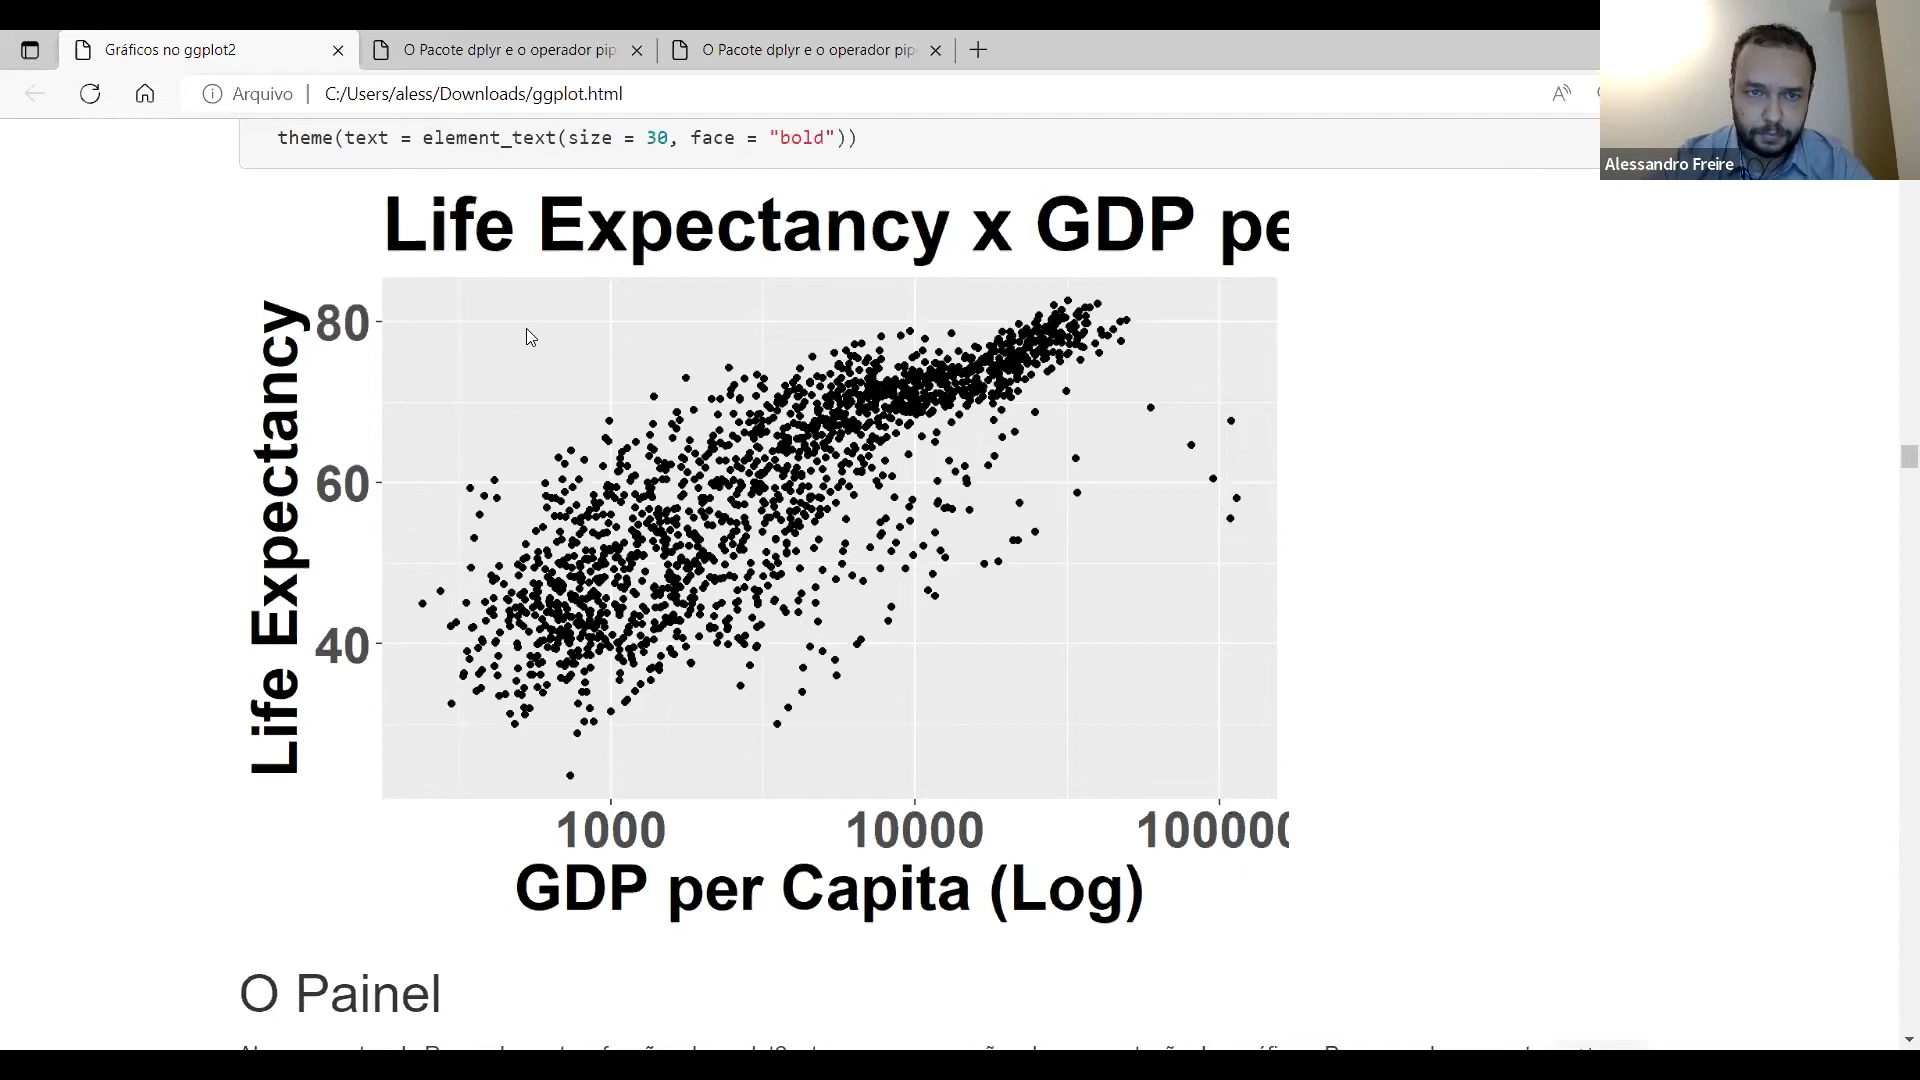 Gráficos no ggplot2
O Pacote dplyr e o operador pip
O Pacote dplyr e o operador pip
Arquivo
C:/Users/aless/Downloads/ggplot.html
Alessandro Freire
theme(text = element_text(size = 30, face = "bold"))
Life Expectancy x GDP pe
Life Expectancy
80
60
40
1000 10000 100000
GDP per Capita (Log)
O Painel